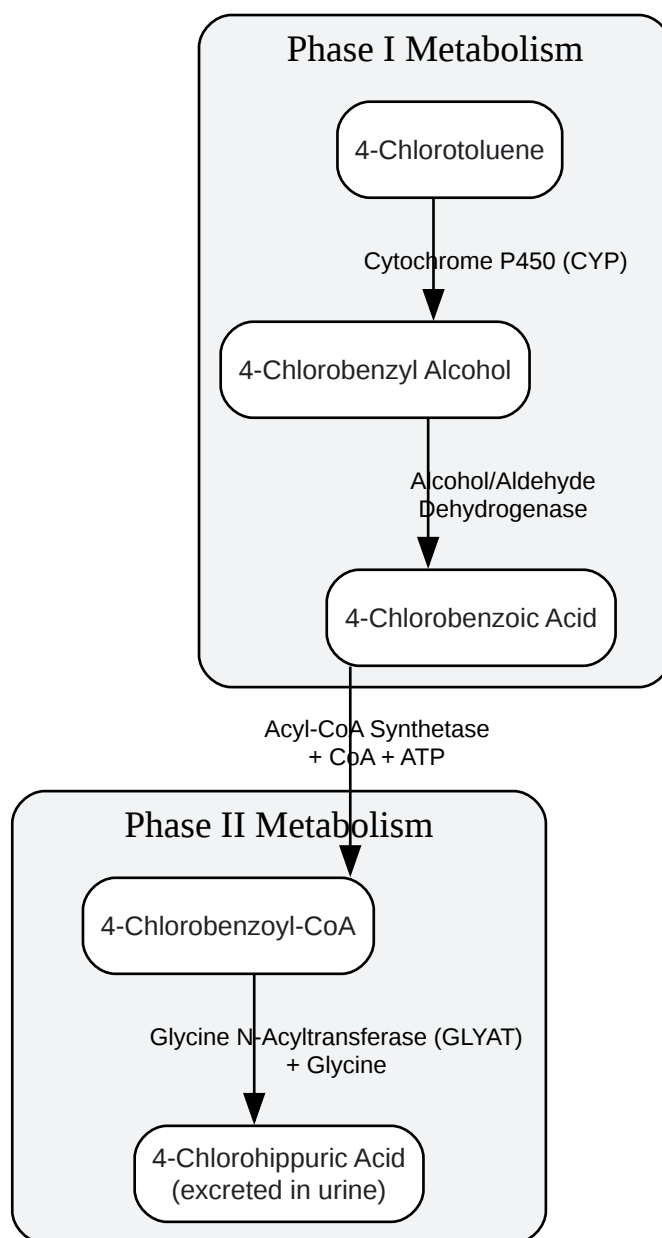 Phase I Metabolism
4-Chlorotoluene
Cytochrome P450 (CYP)
4-Chlorobenzyl Alcohol
Alcohol/Aldehyde
Dehydrogenase
4-Chlorobenzoic Acid
Acyl-CoA Synthetase
+ CoA + ATP
Phase II Metabolism
4-Chlorobenzoyl-CoA
Glycine N-Acyltransferase (GLYAT)
+ Glycine
4-Chlorohippuric Acid
(excreted in urine)